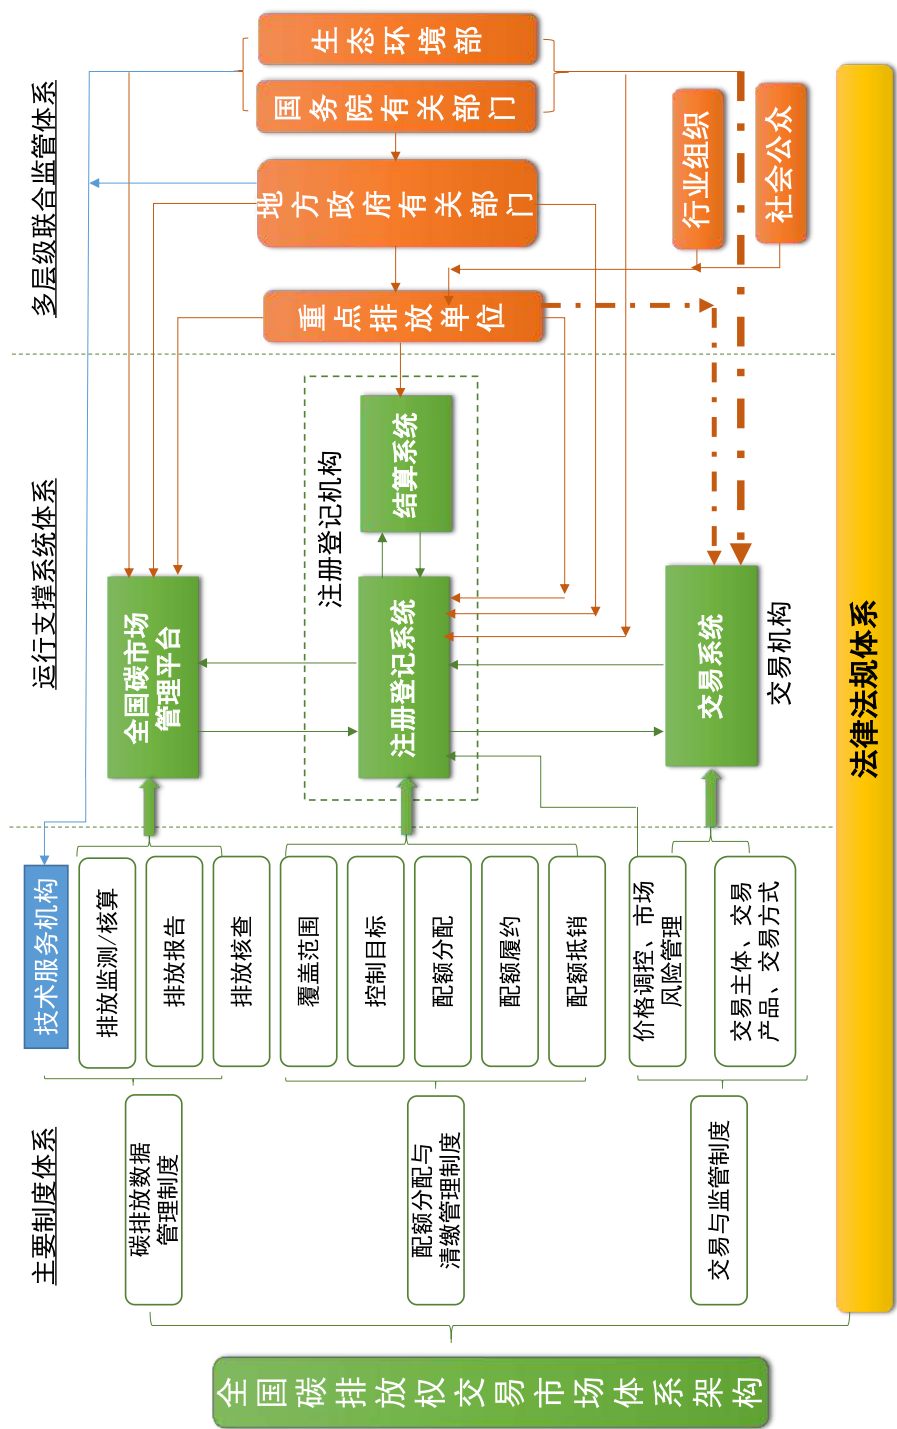 全国碳排放权交易市场体系架构
主要制度体系
运行支撑系统体系
多层级联合监管体系
碳排放数据
管理制度
配额分配与
清缴管理制度
交易与监管制度
技术服务机构
排放监测/核算
排放报告
排放核查
覆盖范围
控制目标
配额分配
配额履约
配额抵销
价格调控、市场
风险管理
交易主体、交易
产品、交易方式
全国碳市场
管理平台
注册登记机构
注册登记系统
结算系统
交易系统
交易机构
重点排放单位
地方政府有关部门
国务院有关部门
生态环境部
行业组织
社会公众
法律法规体系